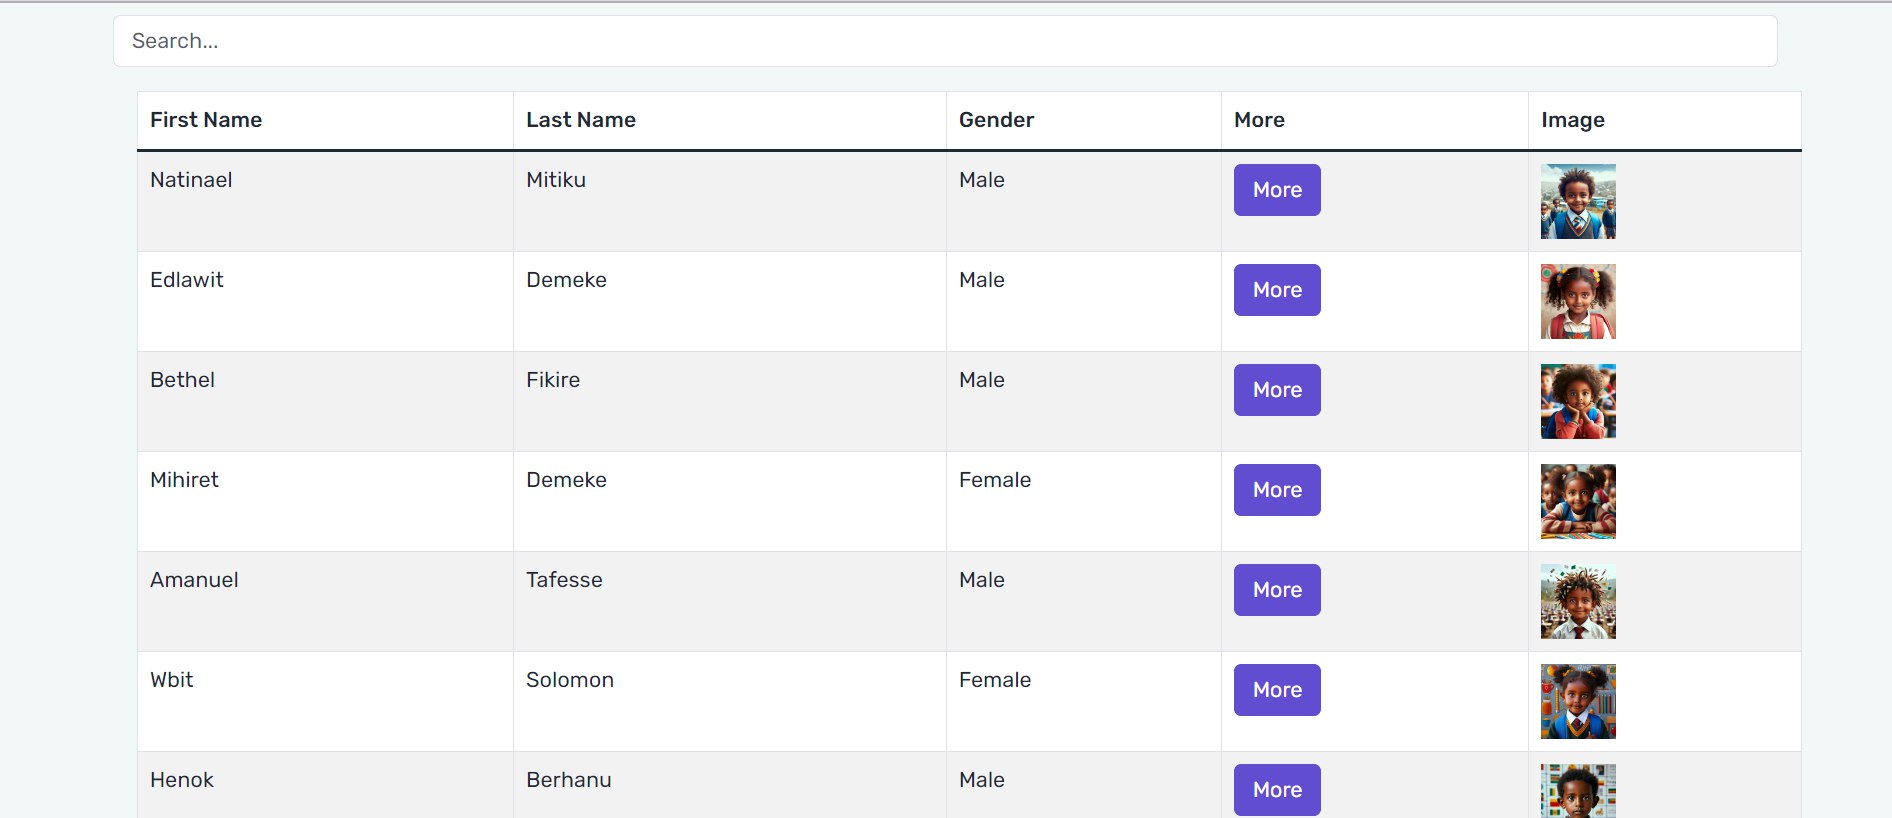 Search...
First Name Last Name Gender More Image
Natinael Mitiku Male More
Edlawit Demeke Male More
Bethel Fikire Male More
Mihiret Demeke Female More
Amanuel Tafesse Male More
Wbit Solomon Female More
Henok Berhanu Male More